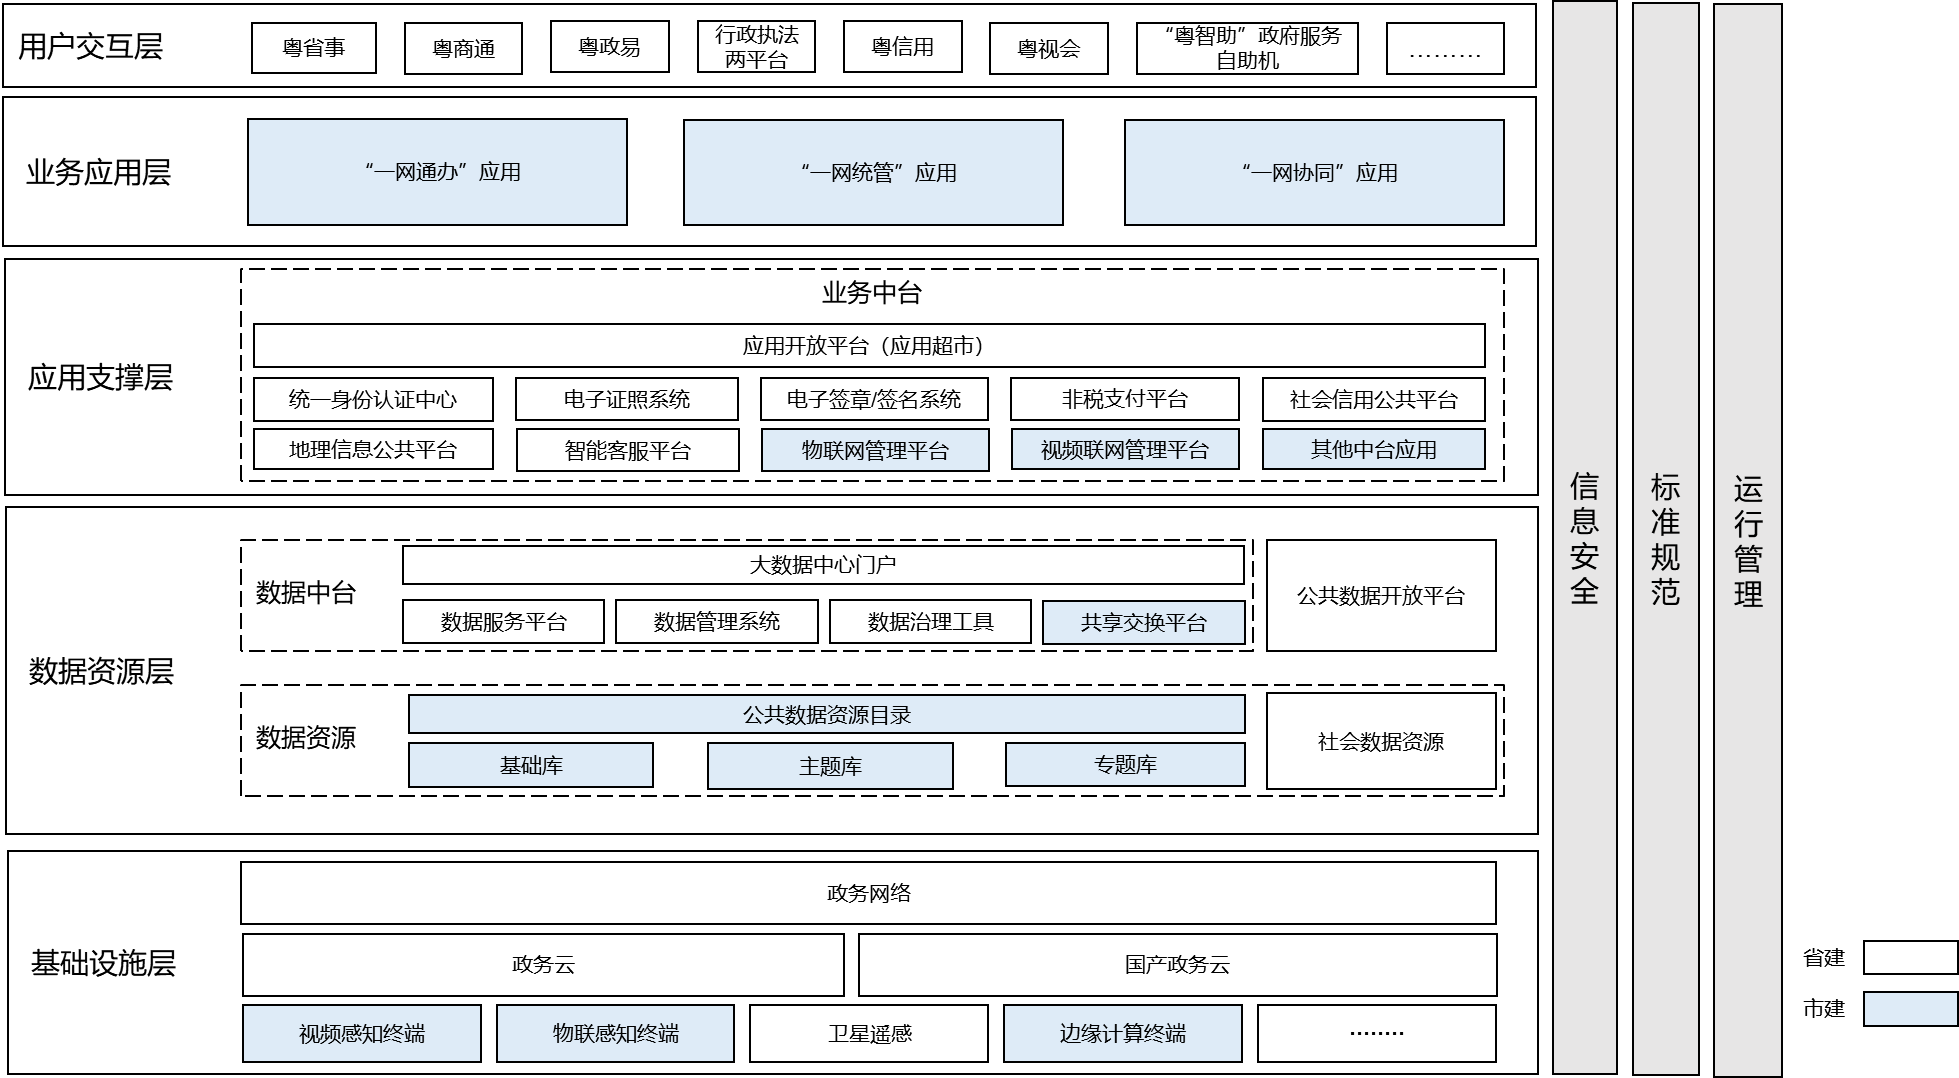 用户交互层
粤省事
粤商通
粤政易
行政执法
两平台
粤信用
粤视会
“粤智助”政府服务
自助机
………
业务应用层
“一网通办”应用
“一网统管”应用
“一网协同”应用
应用支撑层
业务中台
应用开放平台（应用超市）
统一身份认证中心
电子证照系统
电子签章/签名系统
非税支付平台
社会信用公共平台
地理信息公共平台
智能客服平台
物联网管理平台
视频联网管理平台
其他中台应用
数据资源层
数据中台
大数据中心门户
数据服务平台
数据管理系统
数据治理工具
共享交换平台
公共数据开放平台
数据资源
公共数据资源目录
基础库
主题库
专题库
社会数据资源
基础设施层
政务网络
政务云
国产政务云
视频感知终端
物联感知终端
卫星遥感
边缘计算终端
········
信息安全
标准规范
运行管理
省建
市建